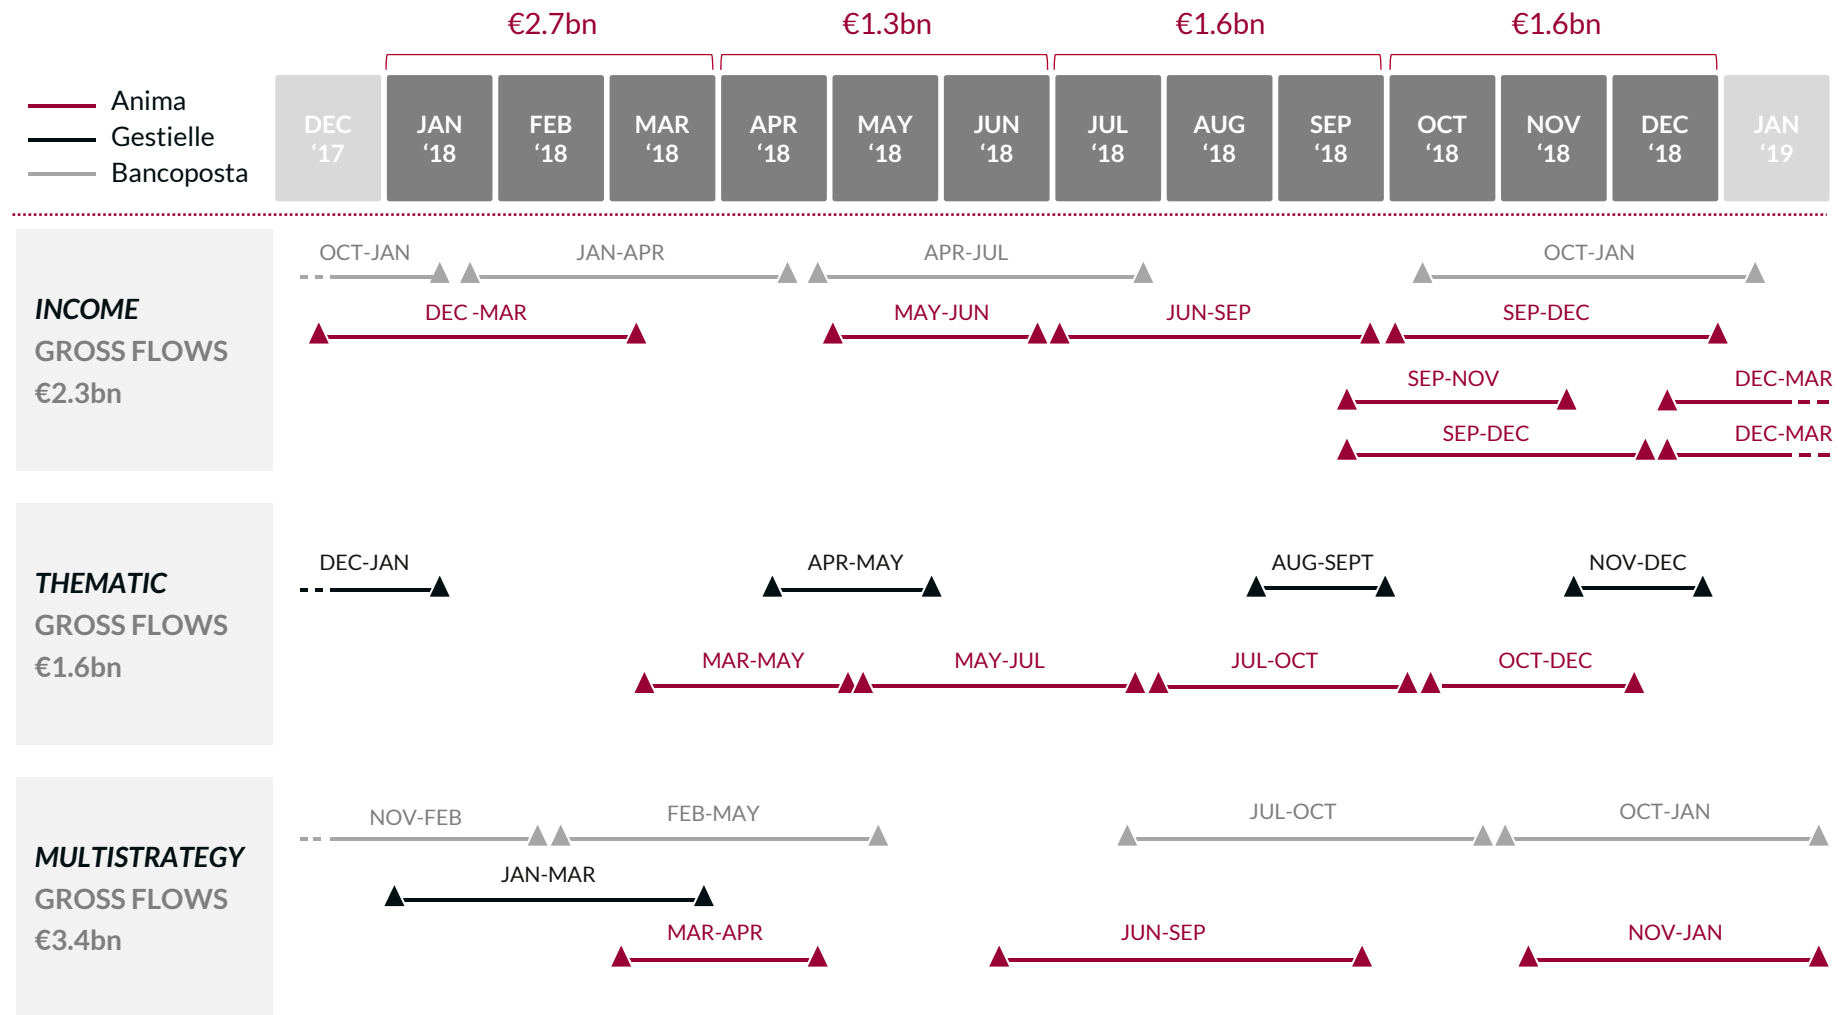 €2.7bn
€1.3bn
€1.6bn
€1.6bn
Anima
Gestielle
Bancoposta
DEC ‘17
JAN ‘18
FEB ‘18
MAR ‘18
APR ‘18
MAY ‘18
JUN ‘18
JUL ‘18
AUG ‘18
SEP ‘18
OCT ‘18
NOV ‘18
DEC ‘18
JAN ‘19
INCOME
GROSS FLOWS
€2.3bn
OCT-JAN
JAN-APR
APR-JUL
OCT-JAN
DEC -MAR
MAY-JUN
JUN-SEP
SEP-DEC
SEP-NOV
DEC-MAR
SEP-DEC
DEC-MAR
THEMATIC
GROSS FLOWS
€1.6bn
DEC-JAN
APR-MAY
AUG-SEPT
NOV-DEC
MAR-MAY
MAY-JUL
JUL-OCT
OCT-DEC
MULTISTRATEGY
GROSS FLOWS
€3.4bn
NOV-FEB
FEB-MAY
JUL-OCT
OCT-JAN
JAN-MAR
MAR-APR
JUN-SEP
NOV-JAN